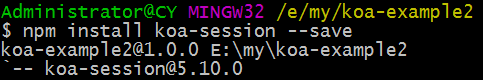 Administrator@CY MINGW32 /e/my/koa-example2
$ npm install koa-session --save
koa-example2@1.0.0 E:\my\koa-example2
`-- koa-session@5.10.0